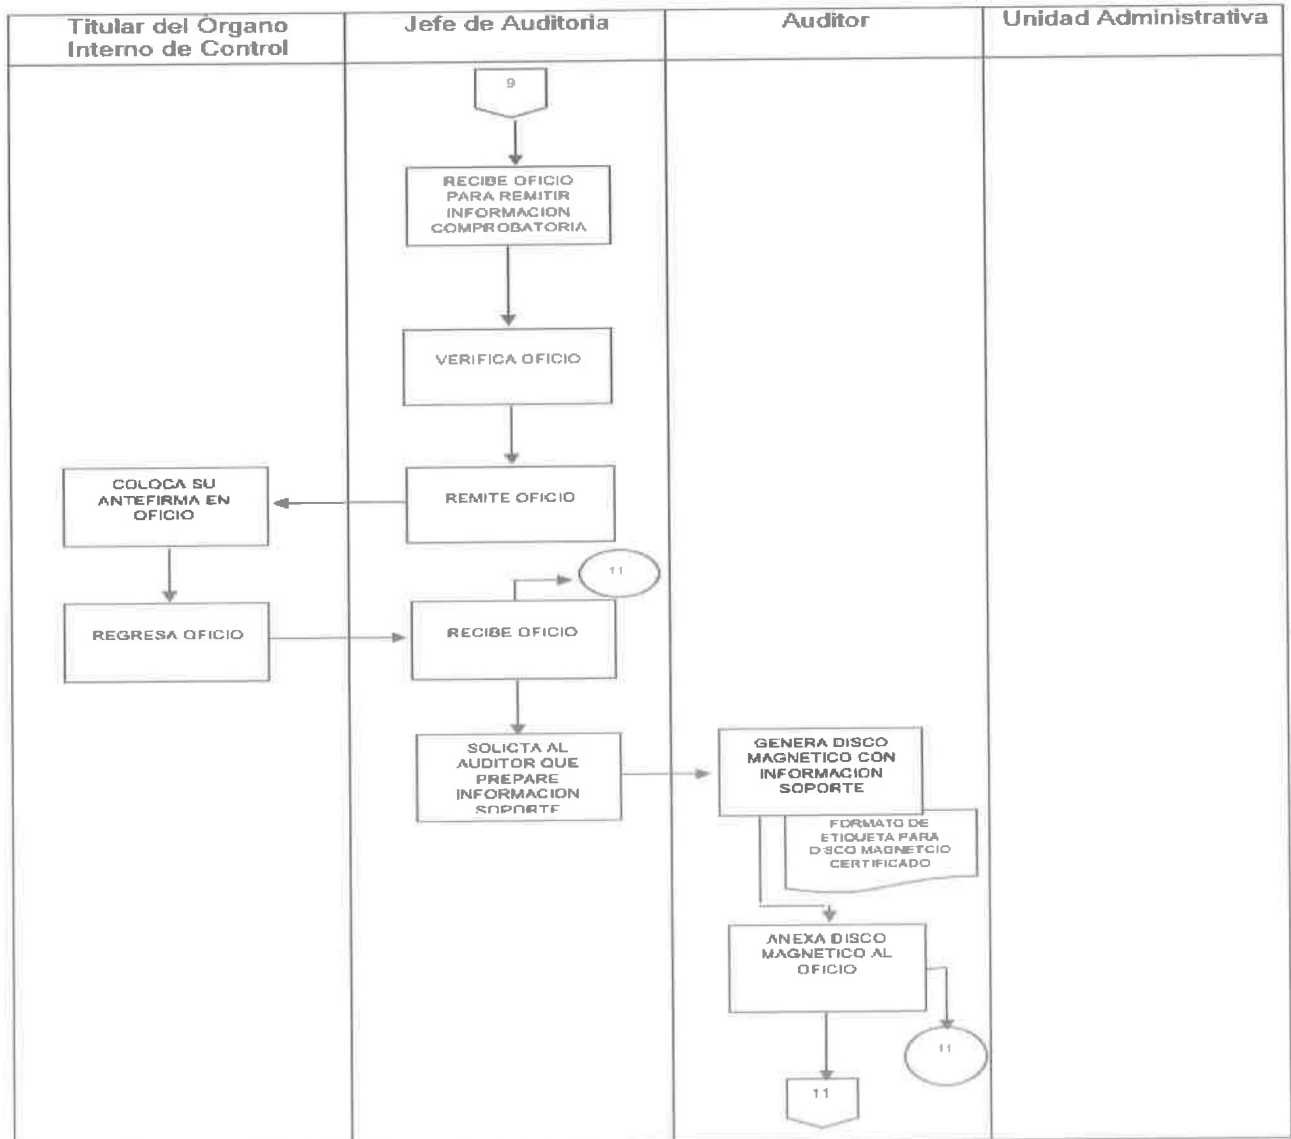 Titular del Órgano
Interno de Control
Jefe de Auditoria
Auditor
Unidad Administrativa
9
RECIBE OFICIO
PARA REMITIR
INFORMACION
COMPROBATORIA
VERIFICA OFICIO
COLOCA SU
ANTEFIRMA EN
OFICIO
REMITE OFICIO
11
REGRESA OFICIO
RECIBE OFICIO
SOLICTA AL
AUDITOR QUE
PREPARE
INFORMACION
SOPORTE
GENERA DISCO
MAGNETICO CON
INFORMACION
SOPORTE
FORMATO DE
ETIQUETA PARA
DISCO MAGNETCIO
CERTIFICADO
ANEXA DISCO
MAGNETICO AL
OFICIO
11
11